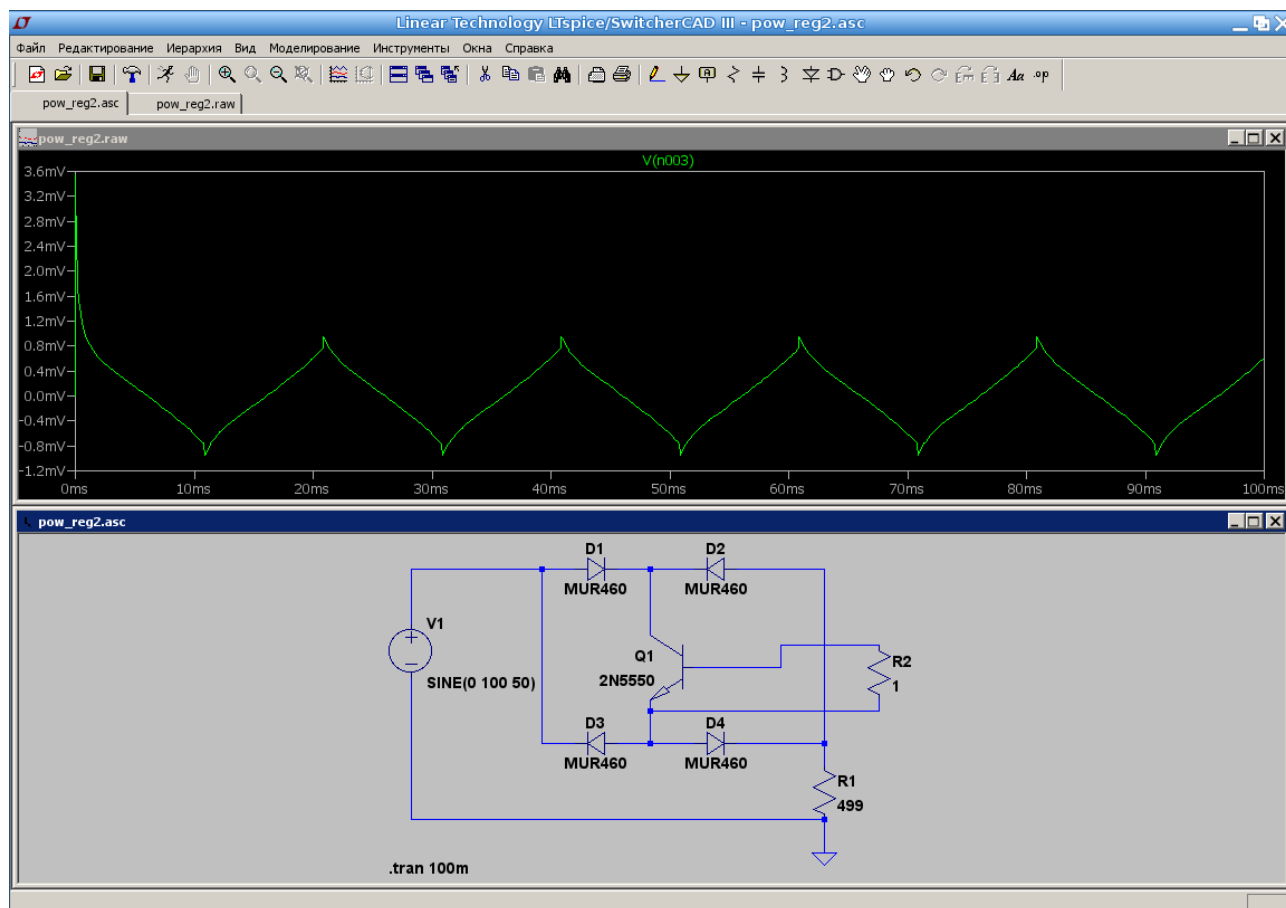 Linear Technology LTspice/SwitcherCAD III - pow_reg2.asc
Файл Редактирование Иерархия Вид Моделирование Инструменты Окна Справка
Aa .op
pow_reg2.asc pow_reg2.raw
pow_reg2.raw
V(n003)
3.6mV
3.2mV
2.8mV
2.4mV
2.0mV
1.6mV
1.2mV
0.8mV
0.4mV
0.0mV
-0.4mV
-0.8mV
-1.2mV
0ms 10ms 20ms 30ms 40ms 50ms 60ms 70ms 80ms 90ms 100ms
pow_reg2.asc
D1 D2
MUR460 MUR460
V1
SINE(0 100 50)
Q1
2N5550
R2
1
D3 D4
MUR460 MUR460
R1
499
.tran 100m